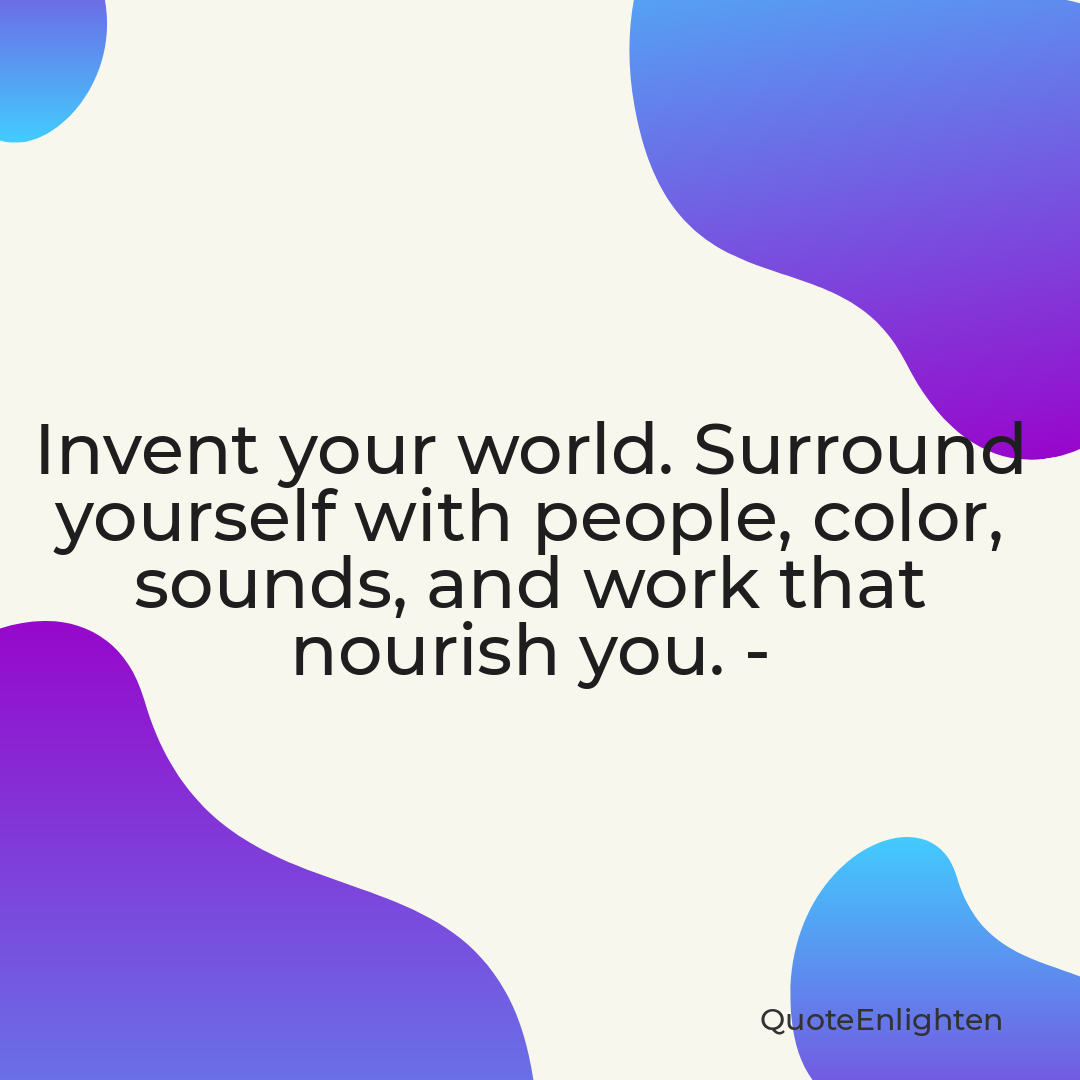 Invent your world. Surround
yourself with people, color,
sounds, and work that
nourish you. -
QuoteEnlighten